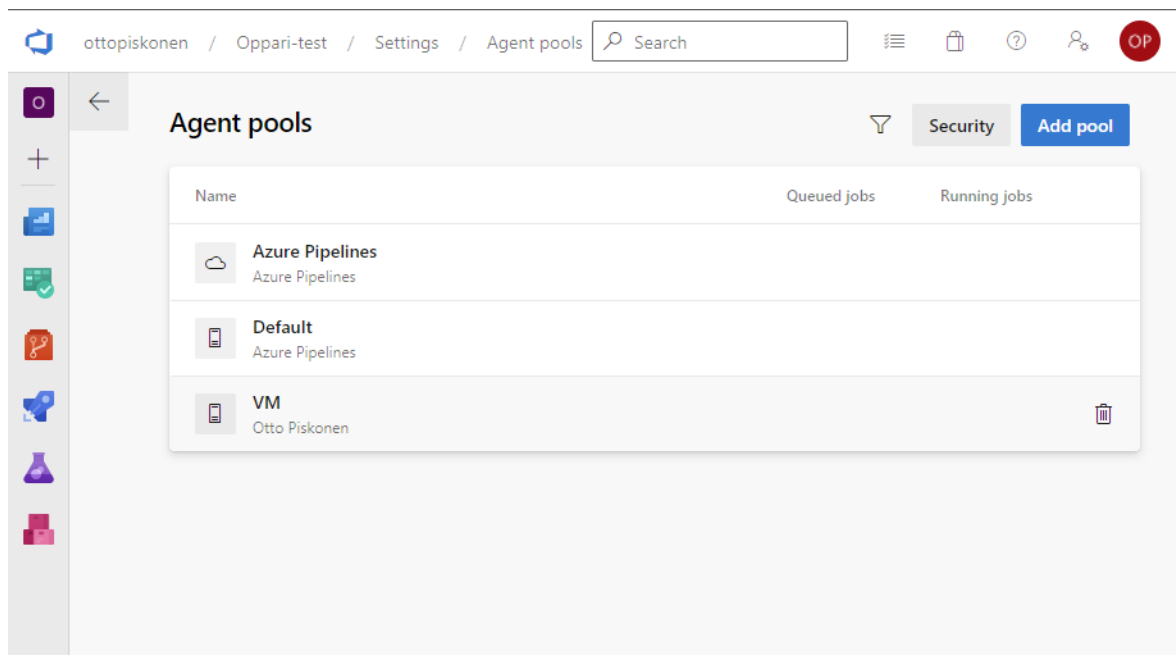 ottopiskonen / Oppari-test / Settings / Agent pools Search OP
O
Agent pools Security Add pool
Name Queued jobs Running jobs
Azure Pipelines
Azure Pipelines
Default
Azure Pipelines
VM
Otto Piskonen